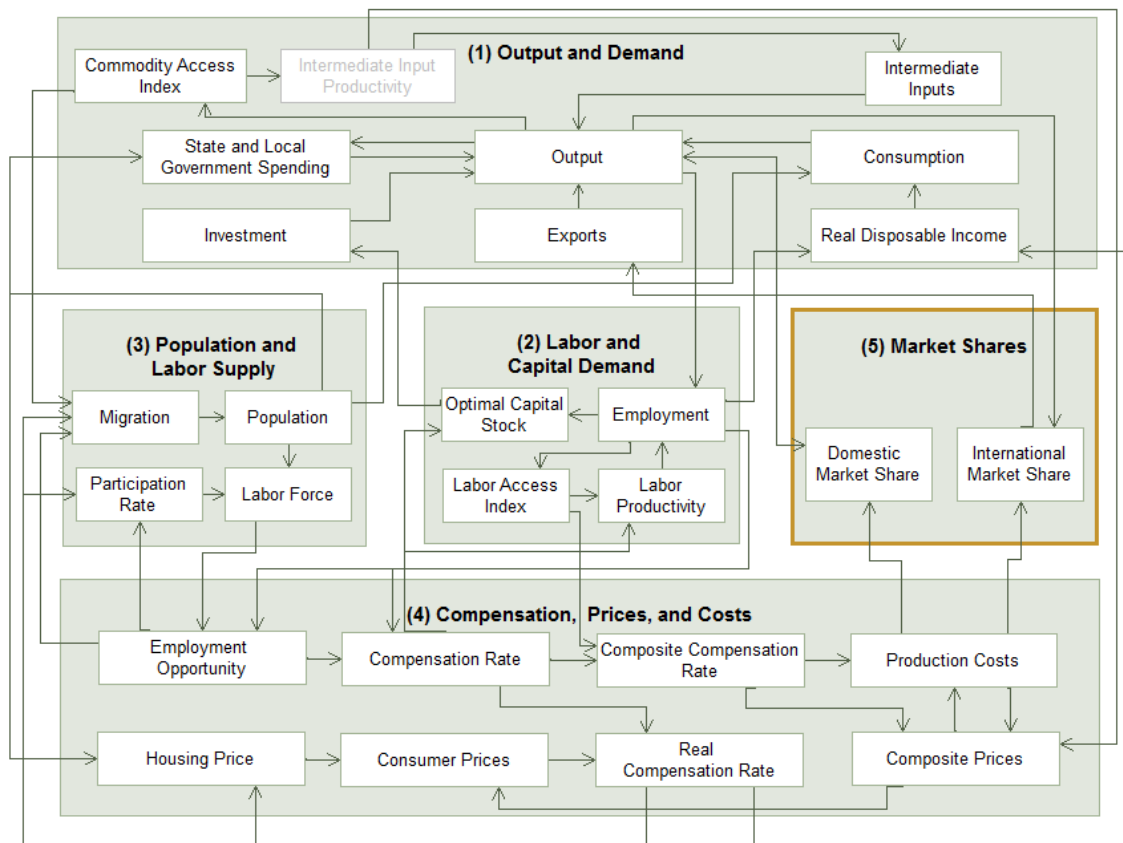 (1) Output and Demand
Commodity Access
Index
Intermediate Input
Productivity
Intermediate
Inputs
State and Local
Government Spending
Output
Consumption
Investment
Exports
Real Disposable Income
(3) Population and
Labor Supply
Migration
Population
Participation
Rate
Labor Force
(2) Labor and
Capital Demand
Optimal Capital
Stock
Employment
Labor Access
Index
Labor
Productivity
(5) Market Shares
Domestic
Market Share
International
Market Share
(4) Compensation, Prices, and Costs
Employment
Opportunity
Compensation Rate
Composite Compensation
Rate
Production Costs
Housing Price
Consumer Prices
Real
Compensation Rate
Composite Prices